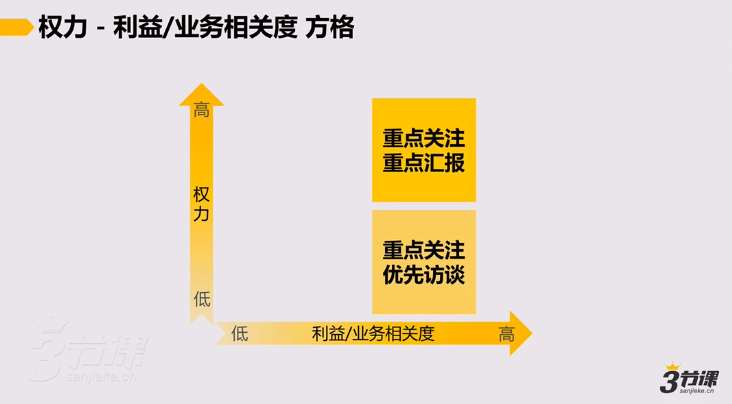 权力 - 利益/业务相关度 方格
高
重点关注
重点汇报
权
力
重点关注
优先访谈
低
低 利益/业务相关度 高
3节课
sanjieke.cn
3节课
sanjieke.cn